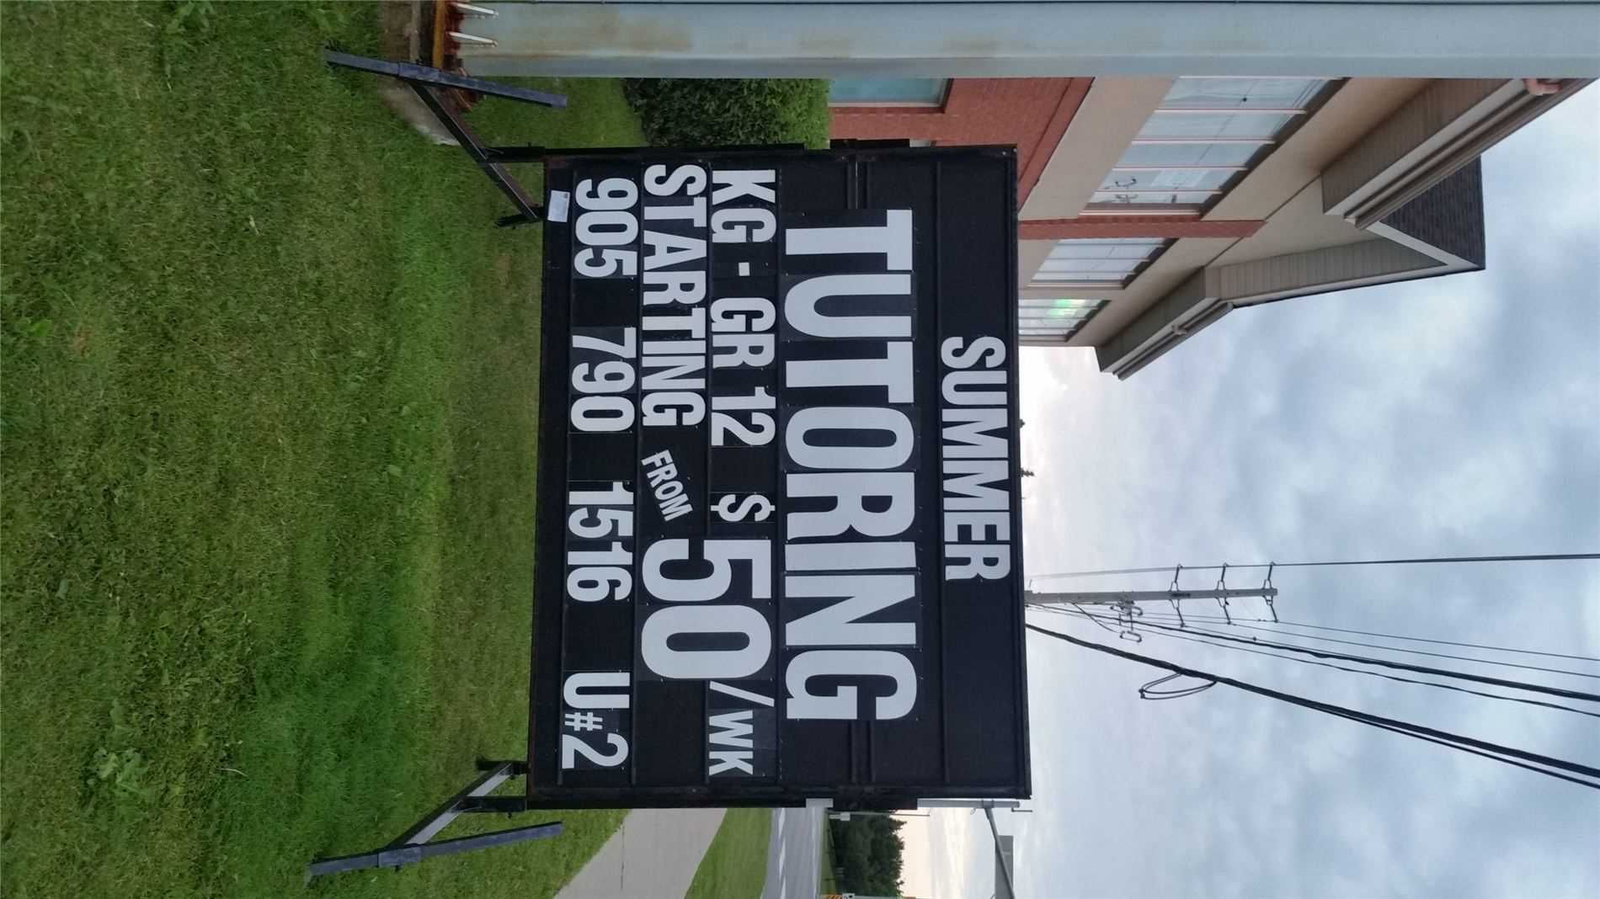 SUMMER
TUTORING
KG - GR 12 $50/WK
STARTING FROM
905 790 1516 U#2